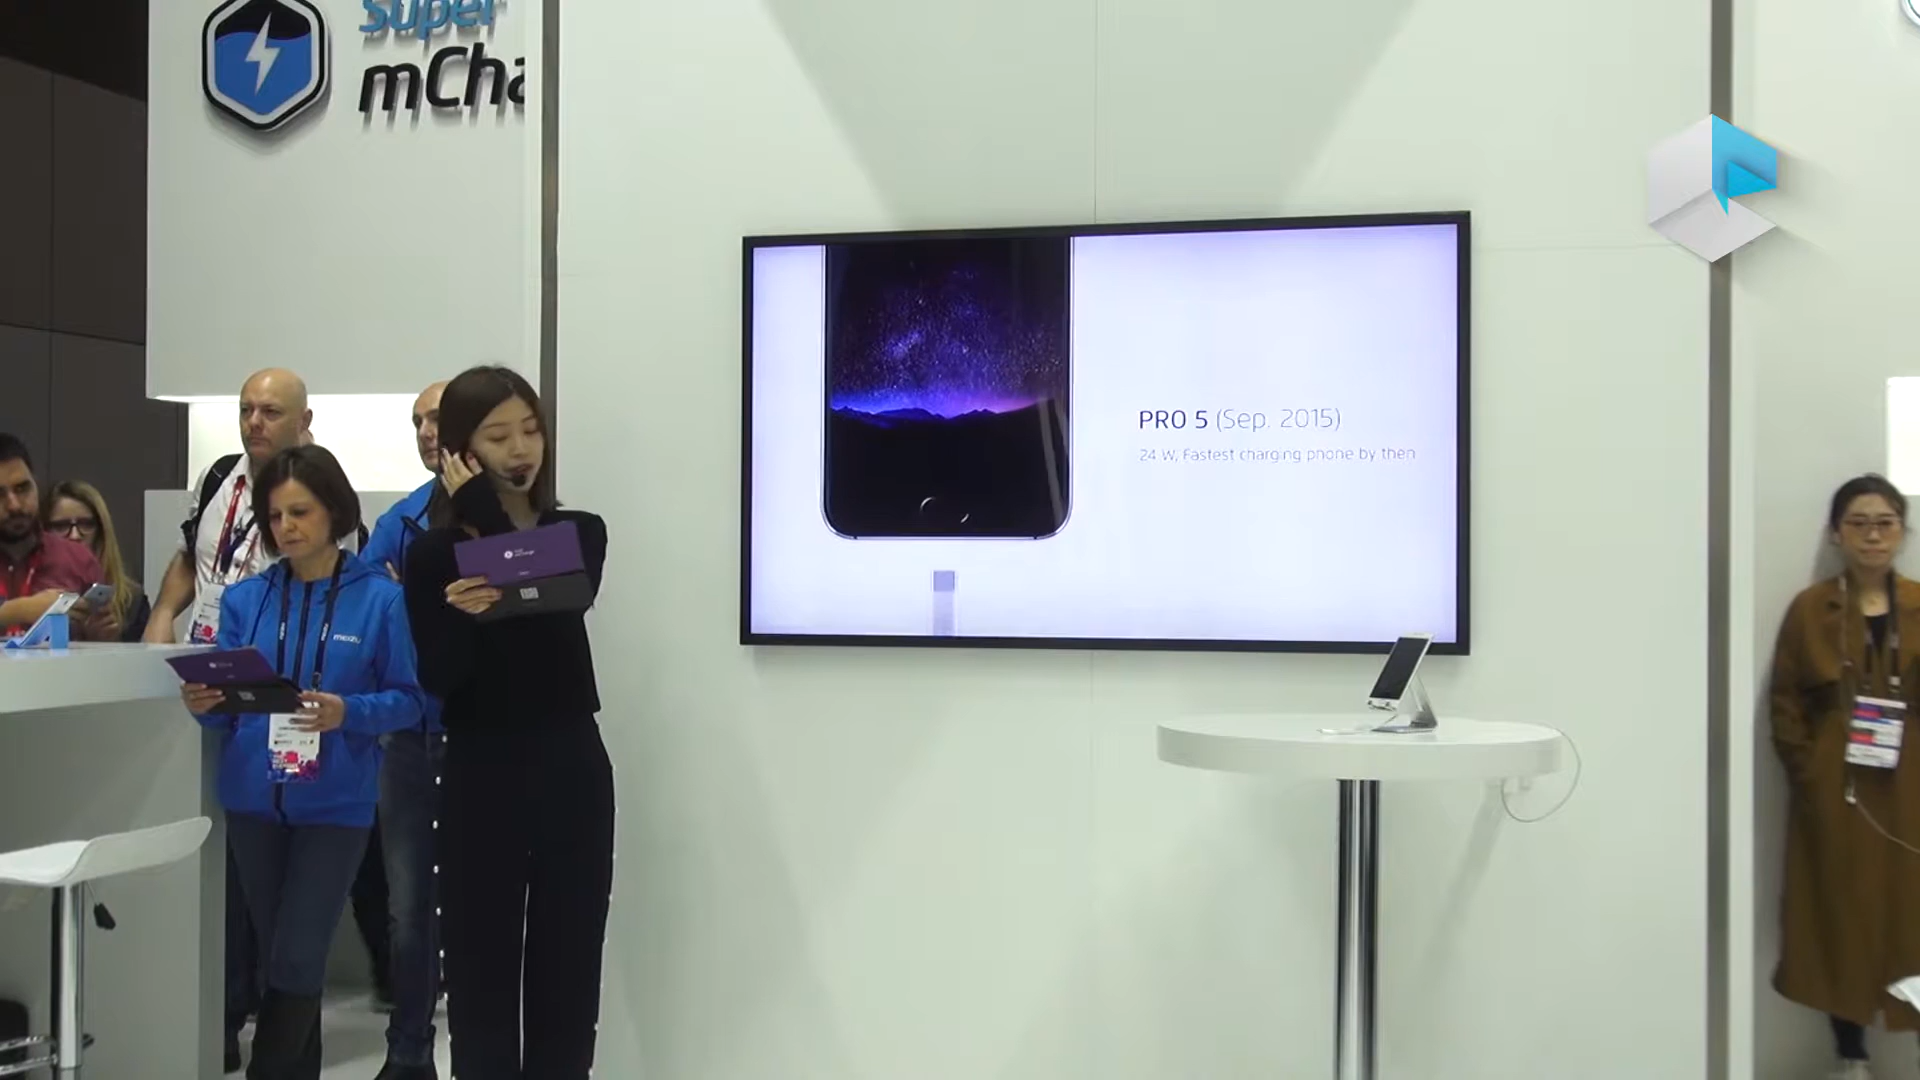 Super
mCha
PRO 5 (Sep. 2015)
24 W, Fastest charging phone by then
meizu